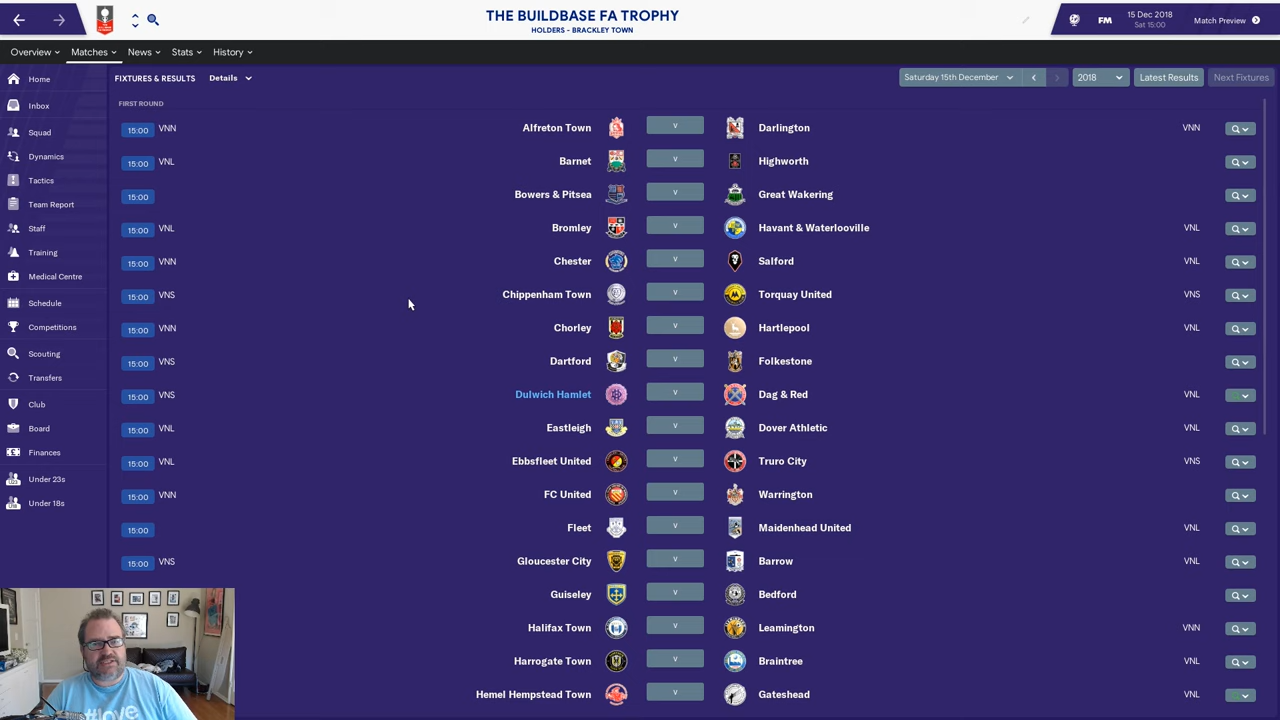 THE BUILDBASE FA TROPHY
HOLDERS - BRACKLEY TOWN
FM
15 Dec 2018
Sat 15:00
Match Preview
Overview
Matches
News
Stats
History
Home
Inbox
Squad
Dynamics
Tactics
Team Report
Staff
Training
Medical Centre
Schedule
Competitions
Scouting
Transfers
Club
Board
Finances
Under 23s
Under 18s
FIXTURES & RESULTS
Details
Saturday 15th December
2018
Latest Results
Next Fixtures
FIRST ROUND
15:00 VNN Alfreton Town v Darlington VNN
15:00 VNL Barnet v Highworth
15:00 Bowers & Pitsea v Great Wakering
15:00 VNL Bromley v Havant & Waterlooville VNL
15:00 VNN Chester v Salford VNL
15:00 VNS Chippenham Town v Torquay United VNS
15:00 VNN Chorley v Hartlepool VNL
15:00 VNS Dartford v Folkestone
15:00 VNS Dulwich Hamlet v Dag & Red VNL
15:00 VNL Eastleigh v Dover Athletic VNL
15:00 VNL Ebbsfleet United v Truro City VNS
15:00 VNN FC United v Warrington
15:00 Fleet v Maidenhead United VNL
15:00 VNS Gloucester City v Barrow VNL
Guiseley v Bedford
Halifax Town v Leamington VNN
Harrogate Town v Braintree VNL
Hemel Hempstead Town v Gateshead VNL
#love